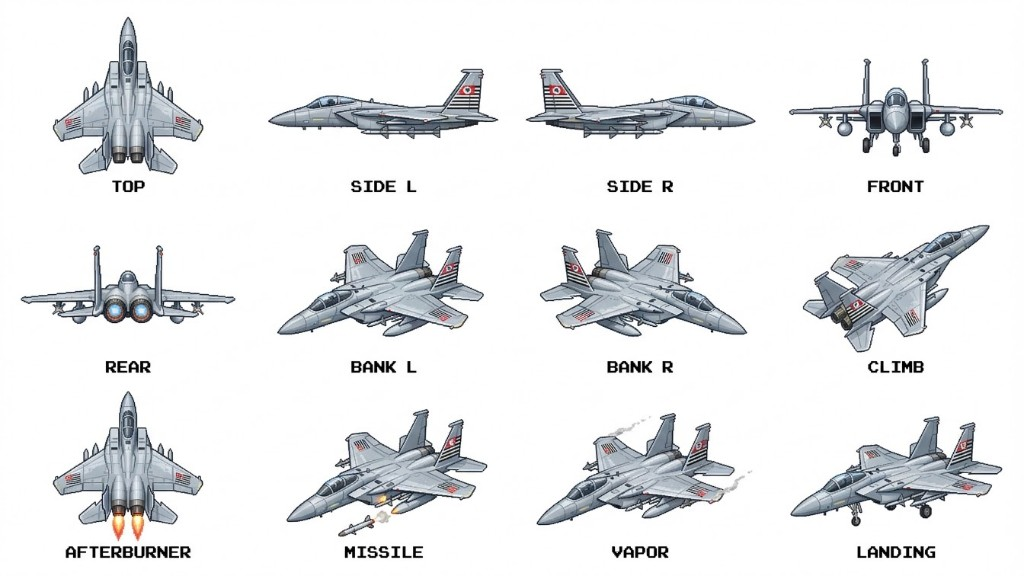 TOP
SIDE L
SIDE R
FRONT
REAR
BANK L
BANK R
CLIMB
AFTERBURNER
MISSILE
VAPOR
LANDING